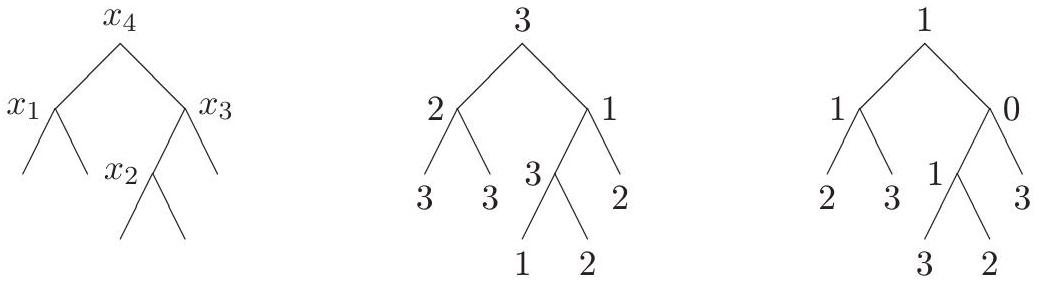 x₄ 3 1
x₁ x₃ 2 1 1 0
x₂ 3 3 3 2 2 3 1 3
1 2 3 2